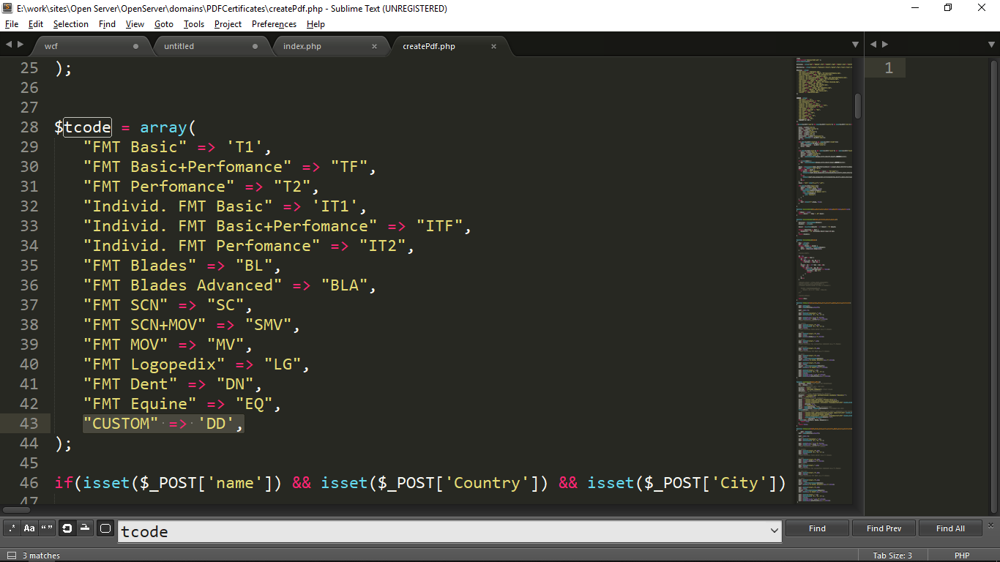 E:\work\sites\Open Server\OpenServer\domains\PDFCertificates\createPdf.php - Sublime Text (UNREGISTERED)
File Edit Selection Find View Goto Tools Project Preferences Help
wcf untitled index.php createPdf.php
25 );
26
27
28 $tcode = array(
29 "FMT Basic" => 'T1',
30 "FMT Basic+Perfomance" => "TF",
31 "FMT Perfomance" => "T2",
32 "Individ. FMT Basic" => 'IT1',
33 "Individ. FMT Basic+Perfomance" => "ITF",
34 "Individ. FMT Perfomance" => "IT2",
35 "FMT Blades" => "BL",
36 "FMT Blades Advanced" => "BLA",
37 "FMT SCN" => "SC",
38 "FMT SCN+MOV" => "SMV",
39 "FMT MOV" => "MV",
40 "FMT Logopedix" => "LG",
41 "FMT Dent" => "DN",
42 "FMT Equine" => "EQ",
43 "CUSTOM" => 'DD',
44 );
45
46 if(isset($_POST['name']) && isset($_POST['Country']) && isset($_POST['City'])
47
1
.* Aa “”
tcode
Find Find Prev Find All
3 matches
Tab Size: 3 PHP